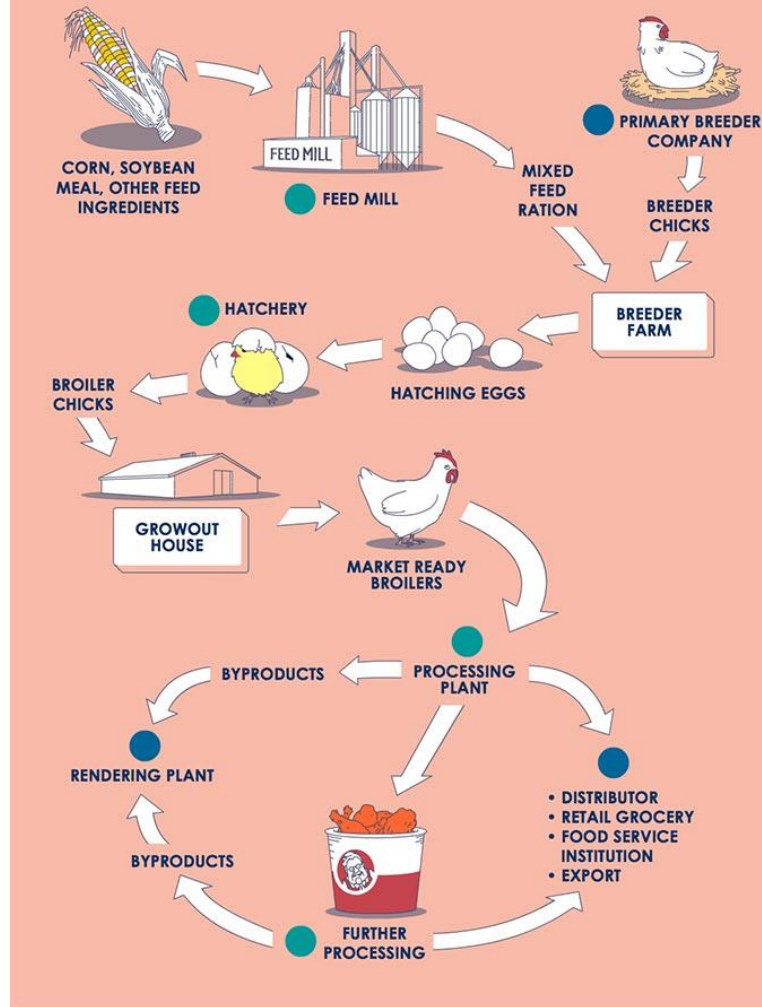 CORN, SOYBEAN
MEAL, OTHER FEED
INGREDIENTS
FEED MILL
FEED MILL
MIXED
FEED
RATION
PRIMARY BREEDER
COMPANY
BREEDER
CHICKS
BREEDER
FARM
HATCHING EGGS
HATCHERY
BROILER
CHICKS
GROWOUT
HOUSE
MARKET READY
BROILERS
PROCESSING
PLANT
BYPRODUCTS
RENDERING PLANT
• DISTRIBUTOR
• RETAIL GROCERY
• FOOD SERVICE
INSTITUTION
• EXPORT
BYPRODUCTS
FURTHER
PROCESSING